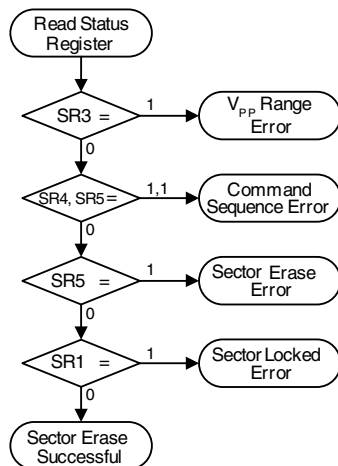 Read Status
Register
SR3 =
1
VPP Range
Error
0
SR4, SR5=
1,1
Command
Sequence Error
0
SR5 =
1
Sector Erase
Error
0
SR1 =
1
Sector Locked
Error
0
Sector Erase
Successful